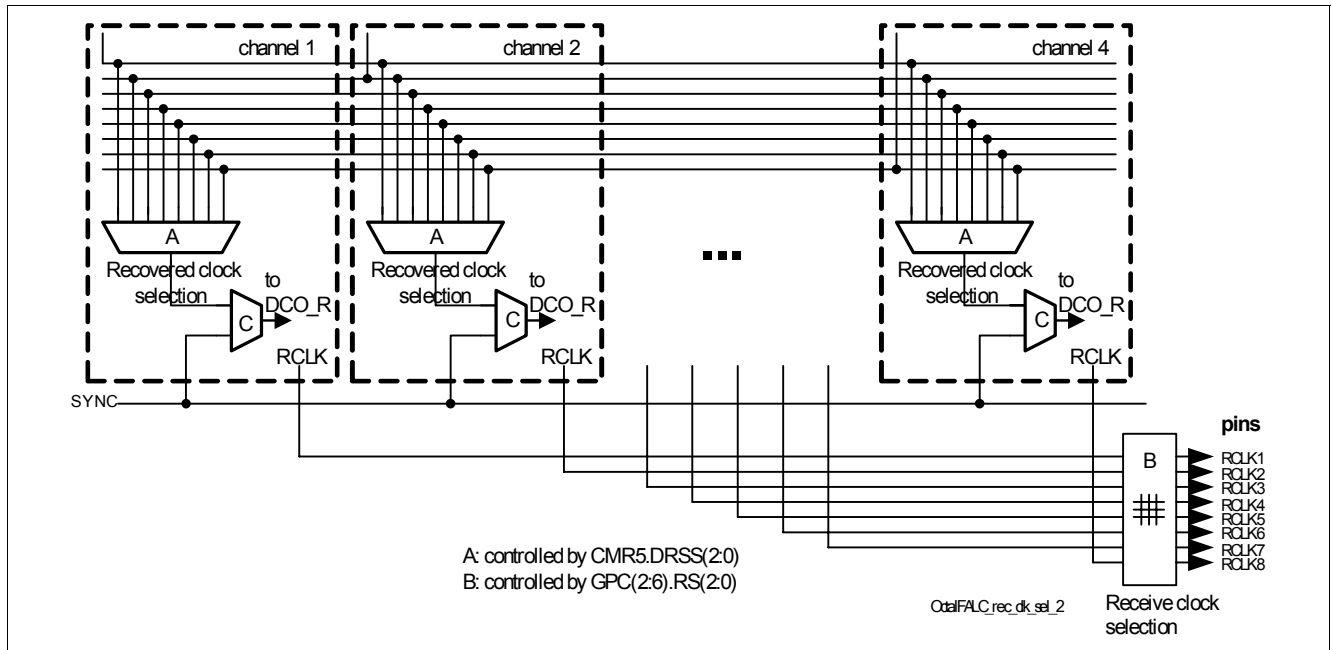 channel 1
channel 2
channel 4
A
A
A
Recovered clock
selection
Recovered clock
selection
Recovered clock
selection
to
DCO_R
to
DCO_R
to
DCO_R
C
C
C
RCLK
RCLK
RCLK
SYNC
pins
B
RCLK1
RCLK2
RCLK3
RCLK4
RCLK5
RCLK6
RCLK7
RCLK8
A: controlled by CMR5.DRSS(2:0)
B: controlled by GPC(2:6).RS(2:0)
OctalFALC_rec_clk_sel_2
Receive clock
selection